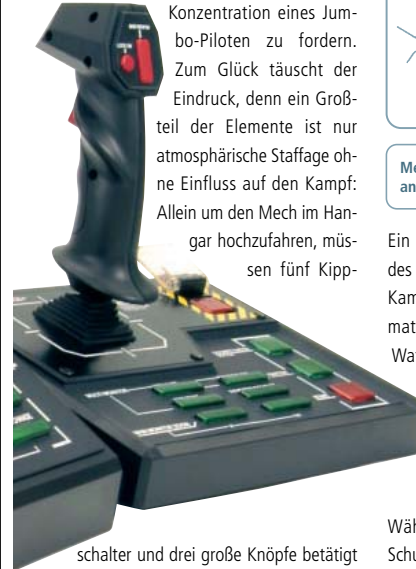 Konzentration eines Jum-
bo-Piloten zu fordern.
Zum Glück täuscht der
Eindruck, denn ein Groß-
teil der Elemente ist nur
atmosphärische Staffage oh-
ne Einfluss auf den Kampf:
Allein um den Mech im Han-
gar hochzufahren, müs-
sen fünf Kipp-
schalter und drei große Knöpfe betätigt
Me
an
Ein
des
Kam
mat
Wa
Wäh
Schu